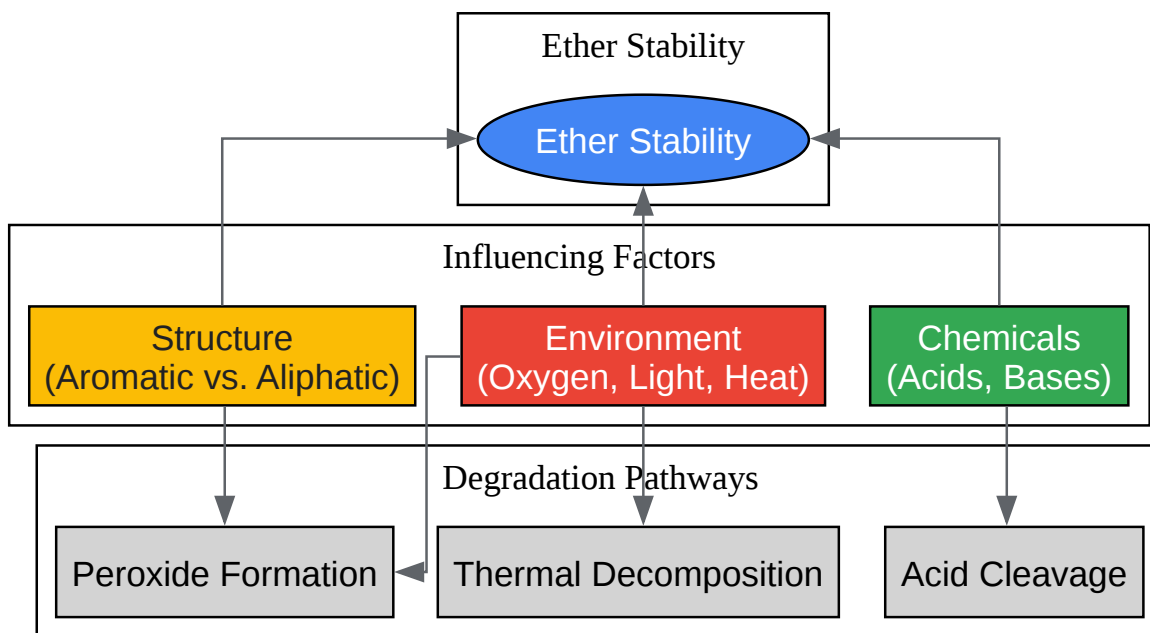 Ether Stability
Ether Stability
Influencing Factors
Structure
(Aromatic vs. Aliphatic)
Environment
(Oxygen, Light, Heat)
Chemicals
(Acids, Bases)
Degradation Pathways
Peroxide Formation
Thermal Decomposition
Acid Cleavage